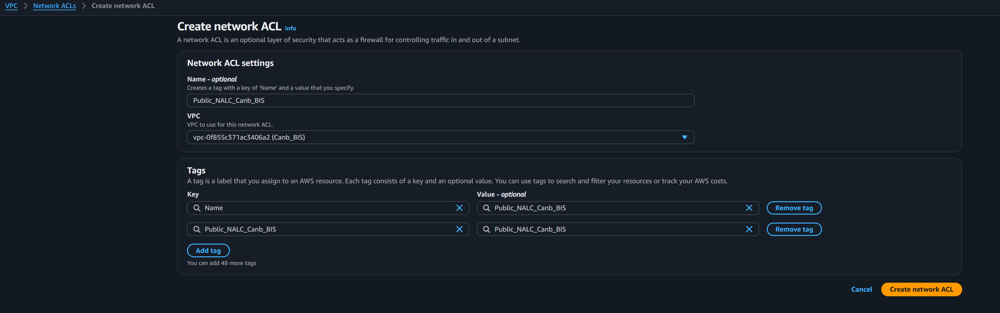 VPC > Network ACLs > Create network ACL
Create network ACL Info
A network ACL is an optional layer of security that acts as a firewall for controlling traffic in and out of a subnet.
Network ACL settings
Name - optional
Creates a tag with a key of 'Name' and a value that you specify.
Public_NALC_Canb_BIS
VPC
VPC to use for this network ACL.
vpc-0f855c371ac3406a2 (Canb_BIS)
Tags
A tag is a label that you assign to an AWS resource. Each tag consists of a key and an optional value. You can use tags to search and filter your resources or track your AWS costs.
Key Value - optional
Name Public_NALC_Canb_BIS Remove tag
Public_NALC_Canb_BIS Public_NALC_Canb_BIS Remove tag
Add tag
You can add 48 more tags
Cancel Create network ACL